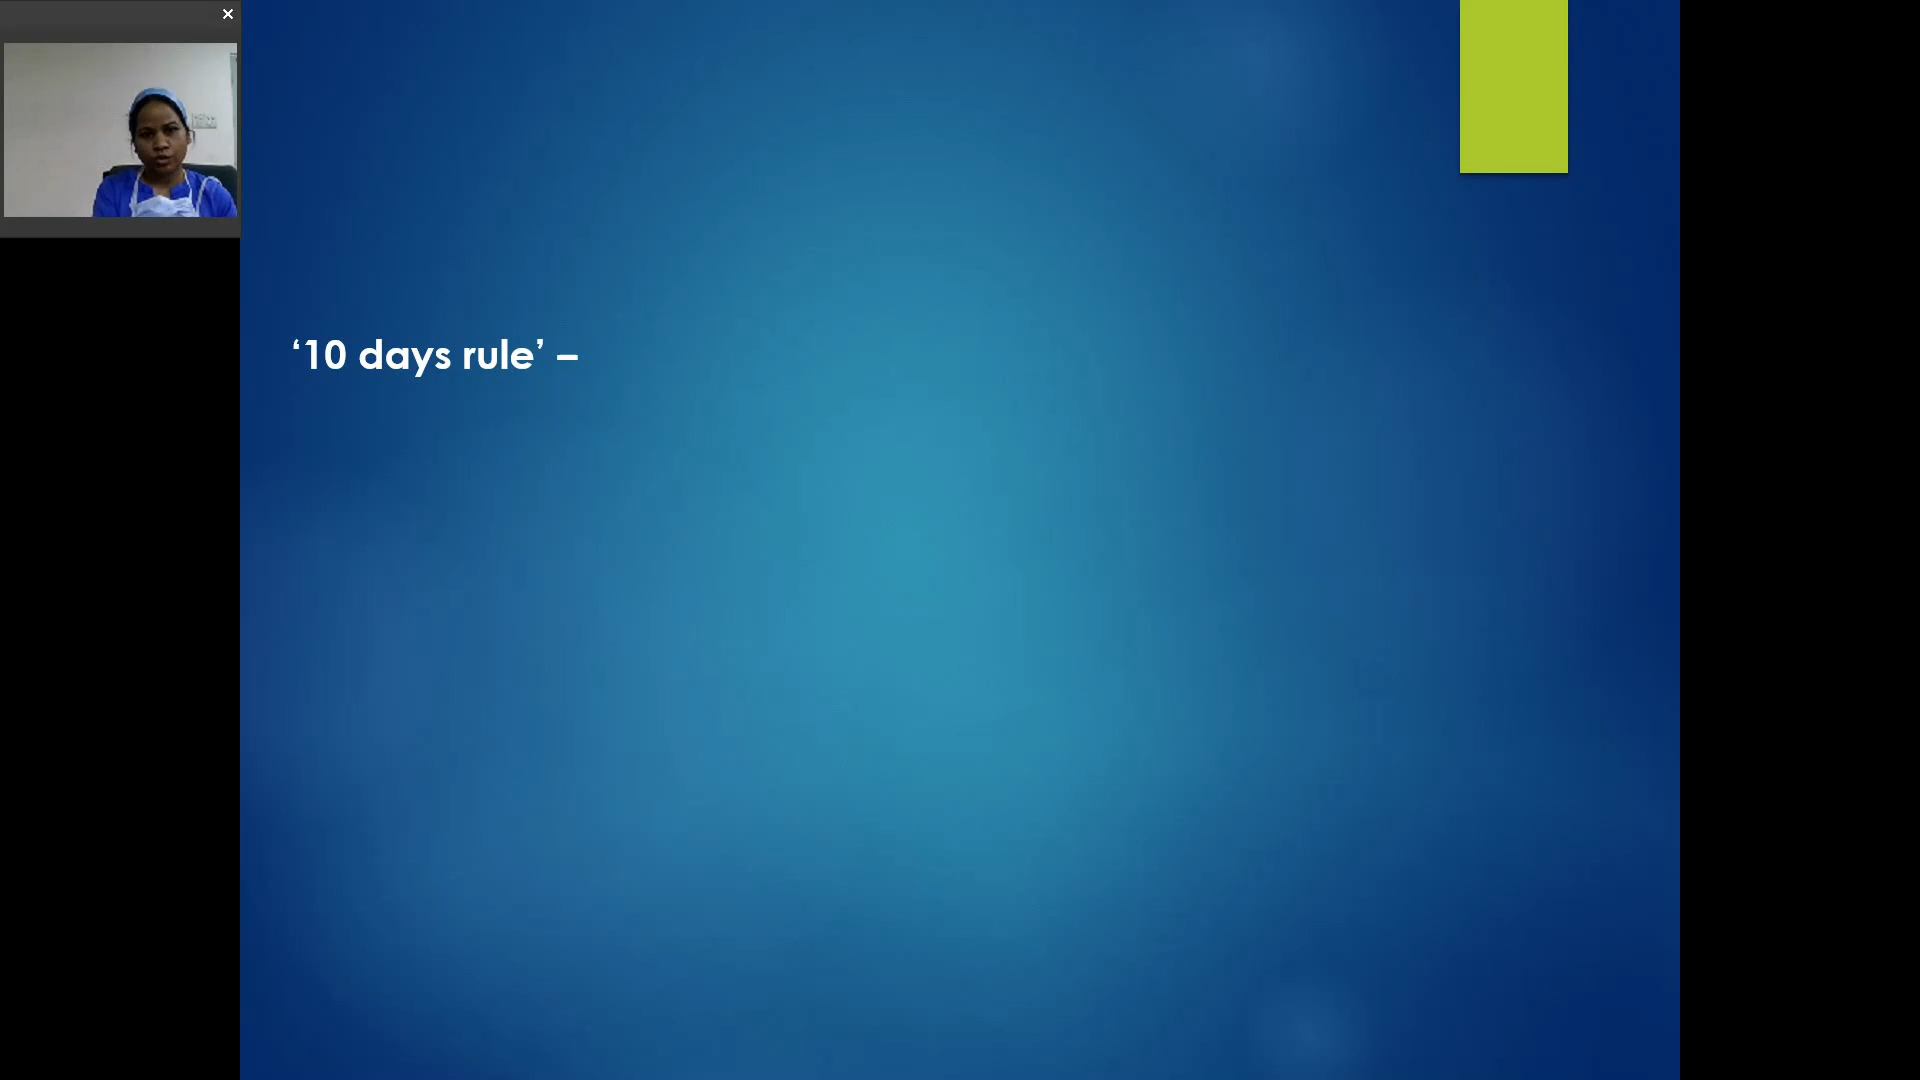 ‘10 days rule’ –